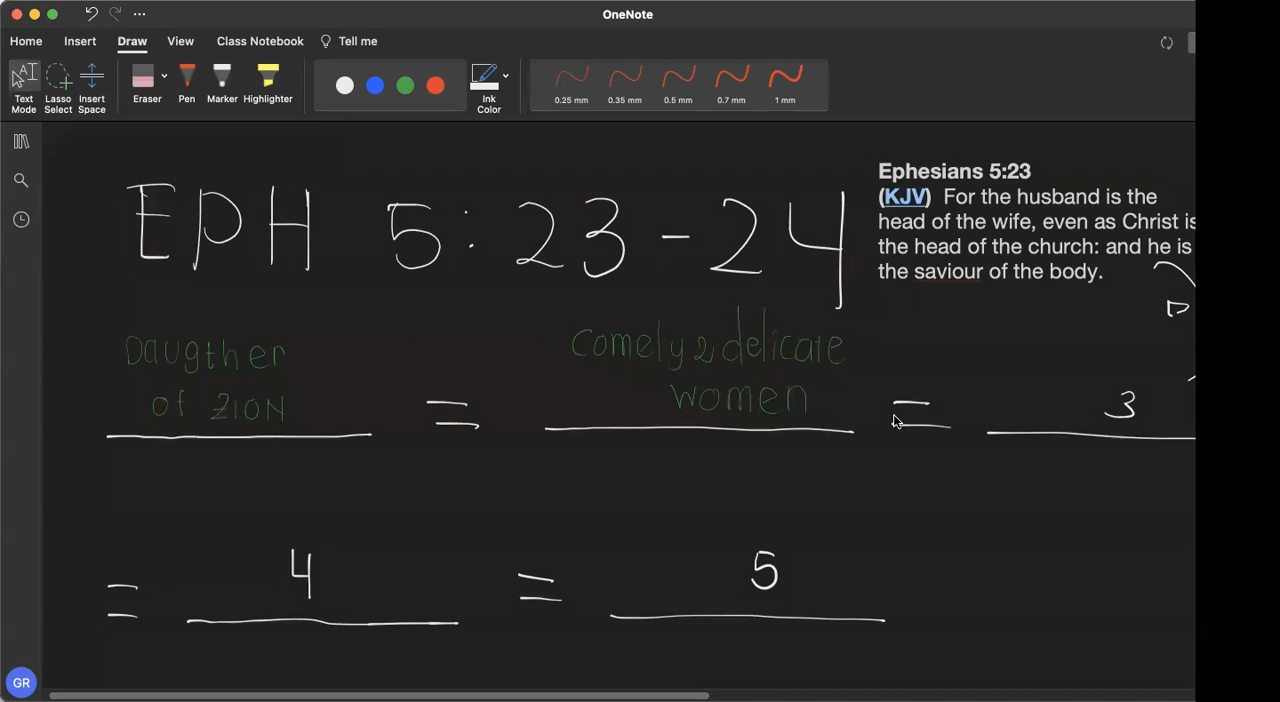 OneNote
Home Insert Draw View Class Notebook Tell me
Text Mode
Lasso Select
Insert Space
Eraser
Pen
Marker
Highlighter
Ink Color
0.25 mm 0.35 mm 0.5 mm 0.7 mm 1 mm
EPH 5:23-24
Ephesians 5:23
(KJV) For the husband is the
head of the wife, even as Christ is
the head of the church: and he is
the saviour of the body.
Daugther
of ZION
=
Comely & delicate
women
=
3
= 4 = 5
GR